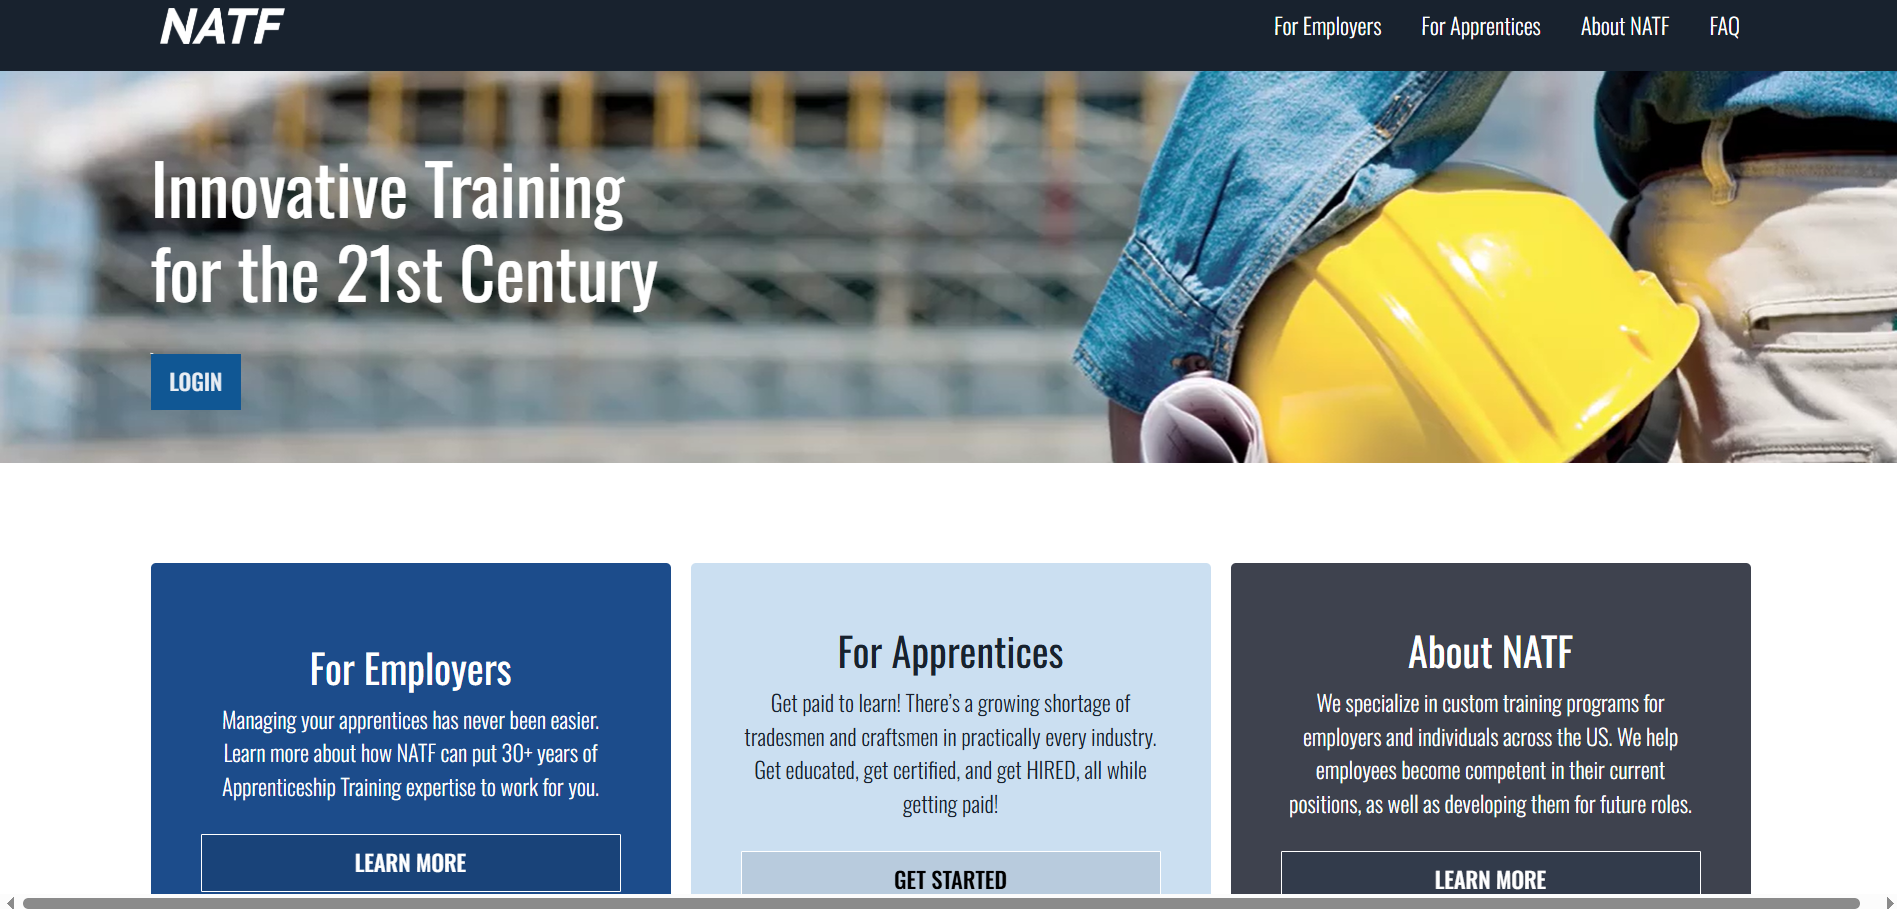 NATF
For Employers
For Apprentices
About NATF
FAQ
Innovative Training
for the 21st Century
LOGIN
For Employers
Managing your apprentices has never been easier.
Learn more about how NATF can put 30+ years of
Apprenticeship Training expertise to work for you.
LEARN MORE
For Apprentices
Get paid to learn! There’s a growing shortage of
tradesmen and craftsmen in practically every industry.
Get educated, get certified, and get HIRED, all while
getting paid!
GET STARTED
About NATF
We specialize in custom training programs for
employers and individuals across the US. We help
employees become competent in their current
positions, as well as developing them for future roles.
LEARN MORE